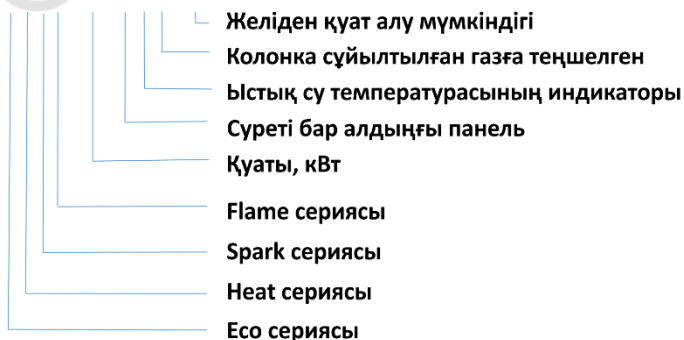 Желіден қуат алу мүмкіндігі
Колонка сұйылтылған газға теңшелген
Ыстық су температурасының индикаторы
Суреті бар алдыңғы панель
Қуаты, кВт
Flame сериясы
Spark сериясы
Heat сериясы
Eco сериясы